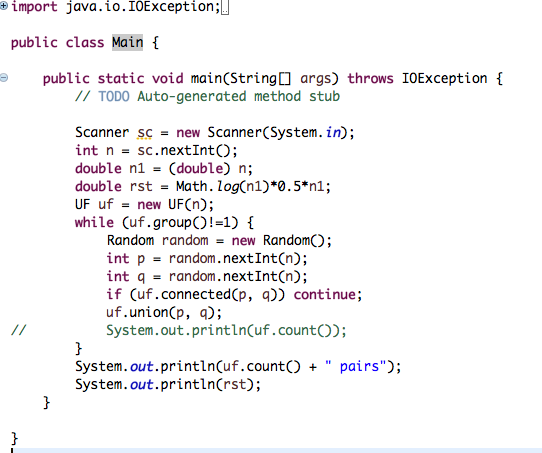 import java.io.IOException;
public class Main {
public static void main(String[] args) throws IOException {
// TODO Auto-generated method stub
Scanner sc = new Scanner(System.in);
int n = sc.nextInt();
double n1 = (double) n;
double rst = Math.log(n1)*0.5*n1;
UF uf = new UF(n);
while (uf.group()!=1) {
Random random = new Random();
int p = random.nextInt(n);
int q = random.nextInt(n);
if (uf.connected(p, q)) continue;
uf.union(p, q);
// System.out.println(uf.count());
}
System.out.println(uf.count() + " pairs");
System.out.println(rst);
}
}